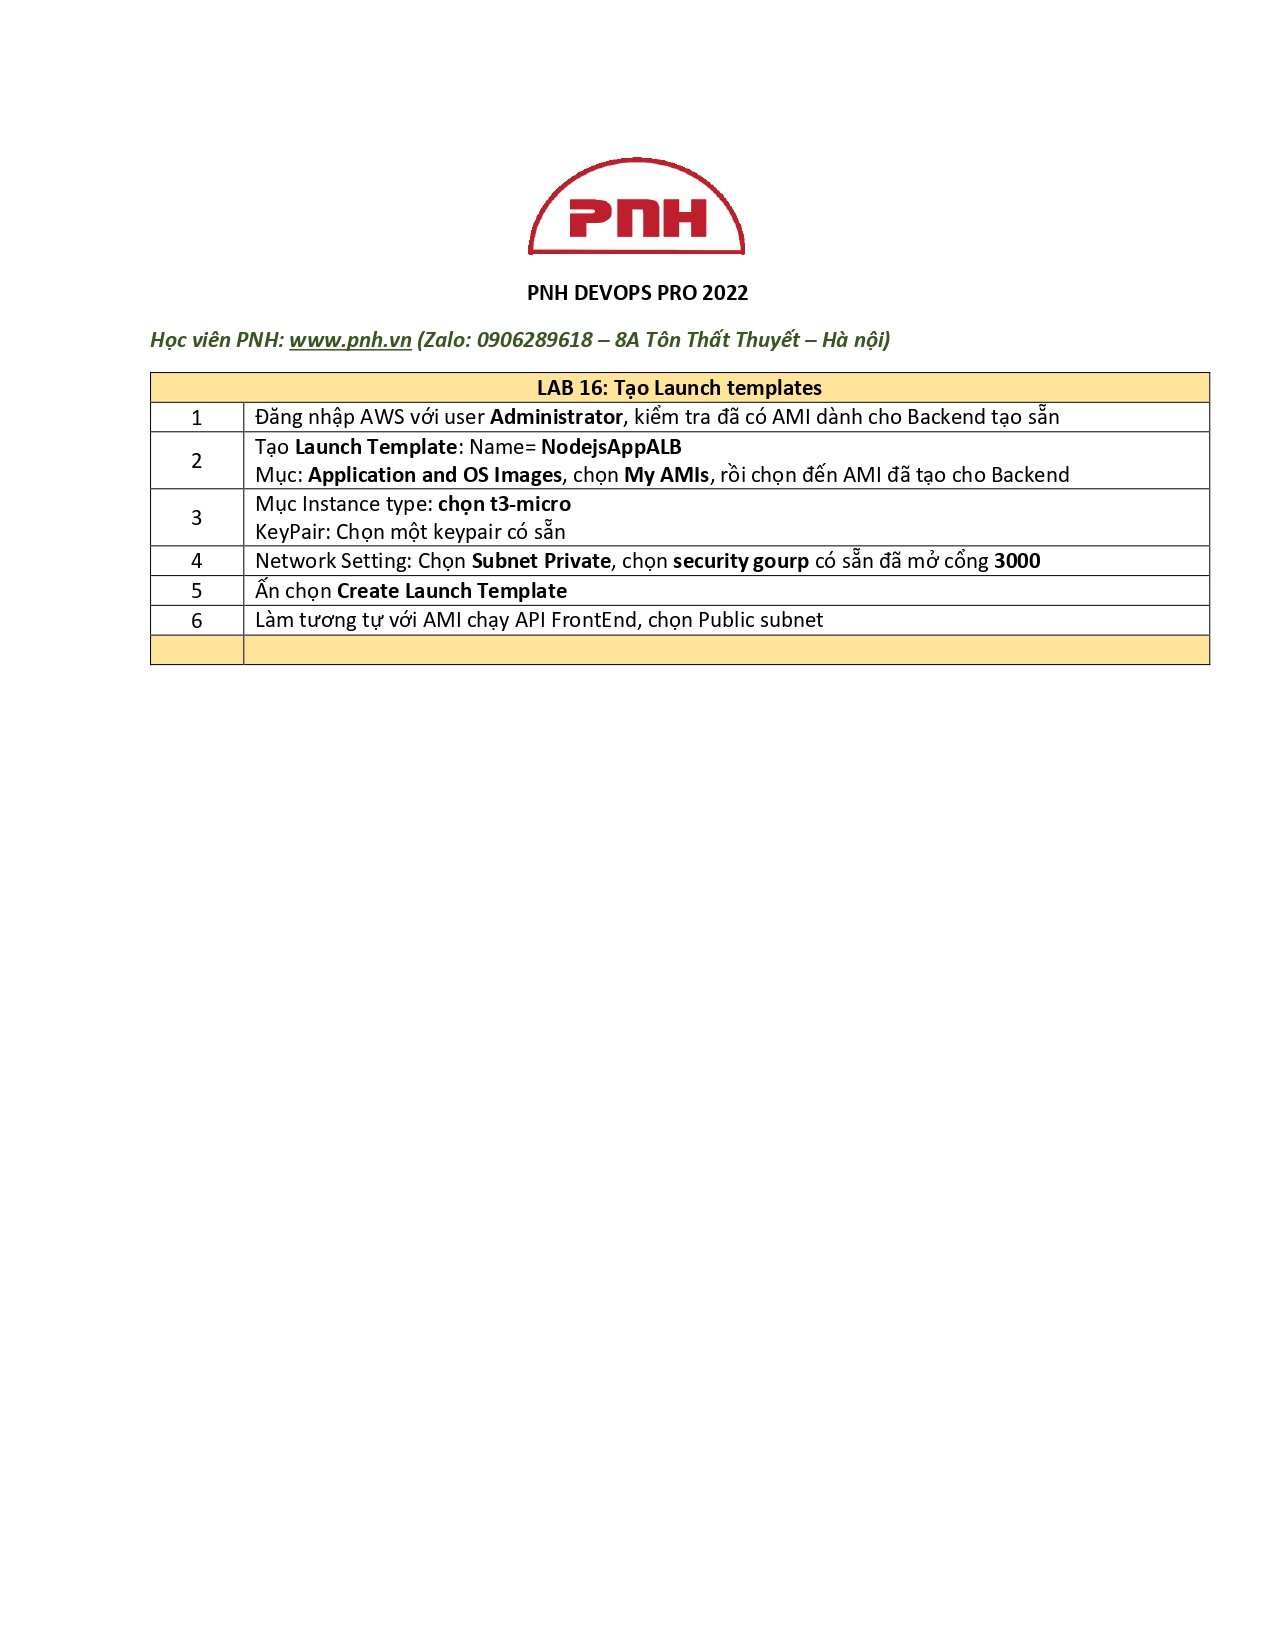 PNH
PNH DEVOPS PRO 2022
Học viên PNH: www.pnh.vn (Zalo: 0906289618 – 8A Tôn Thất Thuyết – Hà nội)
LAB 16: Tạo Launch templates
1 Đăng nhập AWS với user Administrator, kiểm tra đã có AMI dành cho Backend tạo sẵn
2 Tạo Launch Template: Name= NodejsAppALB
Mục: Application and OS Images, chọn My AMIs, rồi chọn đến AMI đã tạo cho Backend
3 Mục Instance type: chọn t3-micro
KeyPair: Chọn một keypair có sẵn
4 Network Setting: Chọn Subnet Private, chọn security gourp có sẵn đã mở cổng 3000
5 Ấn chọn Create Launch Template
6 Làm tương tự với AMI chạy API FrontEnd, chọn Public subnet